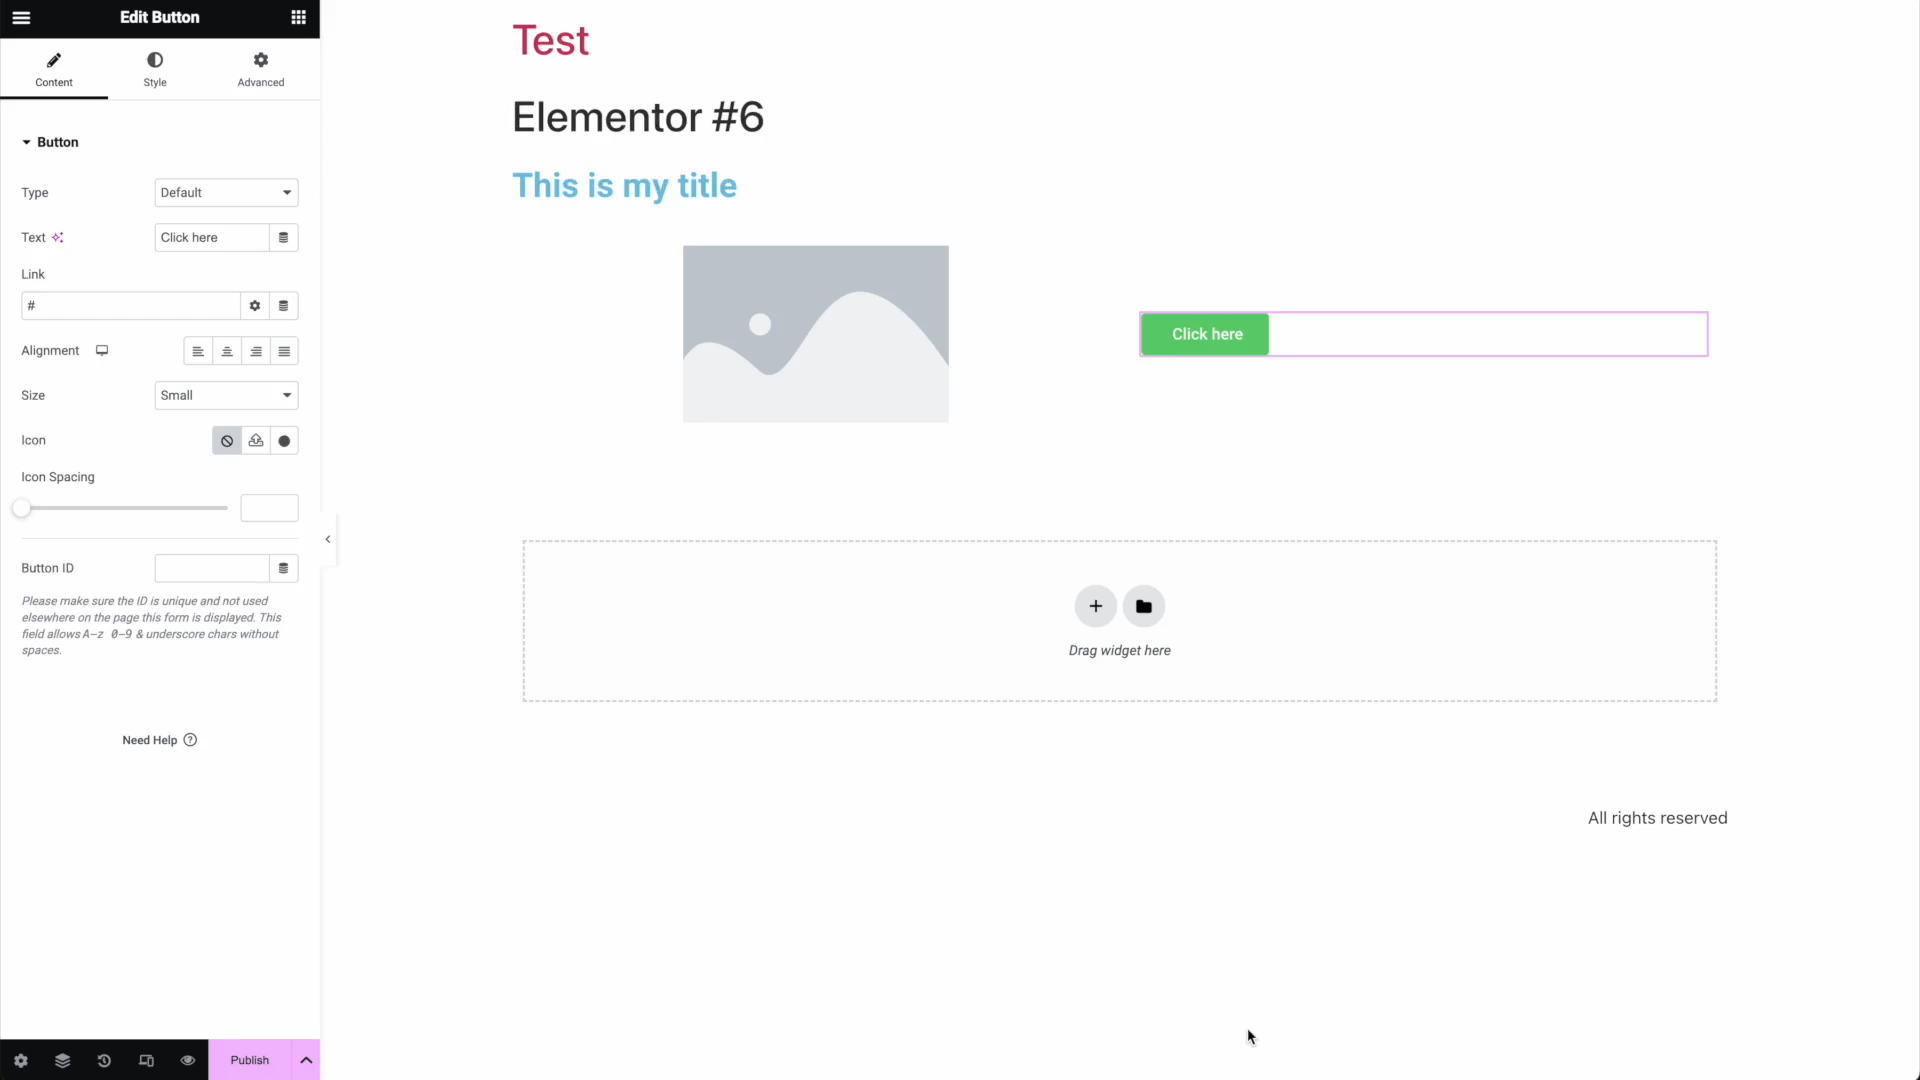 Edit Button
Content
Style
Advanced
Button
Type
Default
Text
Click here
Link
#
Alignment
Size
Small
Icon
Icon Spacing
Button ID
Please make sure the ID is unique and not used
elsewhere on the page this form is displayed. This
field allows A–z 0–9 & underscore chars without
spaces.
Need Help ?
Publish
Test
Elementor #6
This is my title
Click here
Drag widget here
All rights reserved